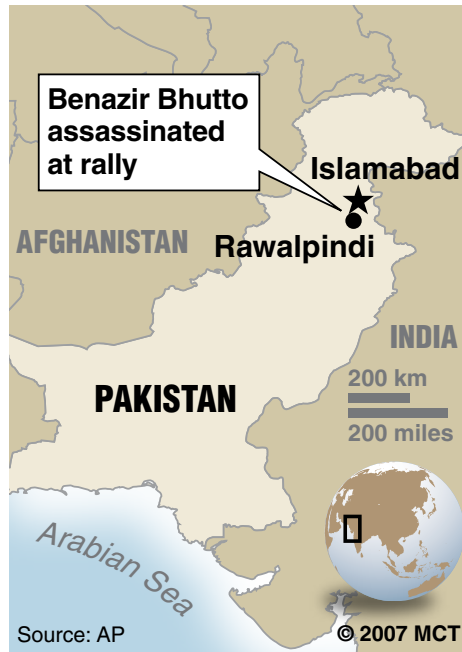 Benazir Bhutto
assassinated
at rally
Islamabad
AFGHANISTAN
Rawalpindi
INDIA
200 km
200 miles
PAKISTAN
Arabian Sea
Source: AP
© 2007 MCT